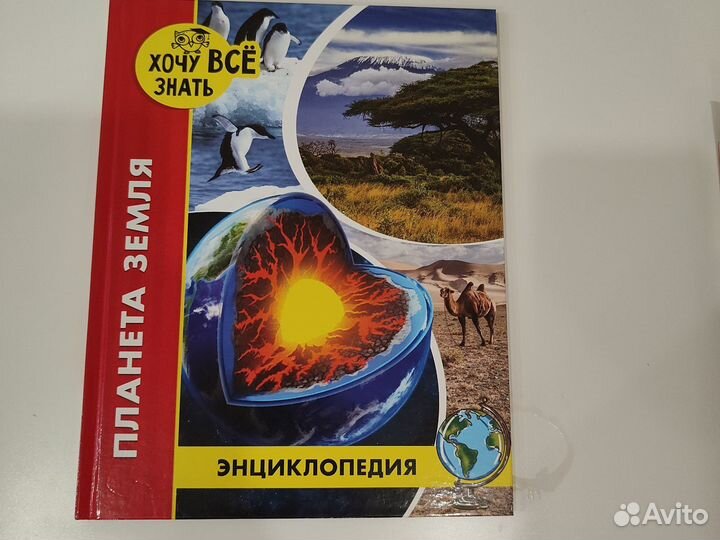 ХОЧУ ВСЁ
ЗНАТЬ
ПЛАНЕТА ЗЕМЛЯ
ЭНЦИКЛОПЕДИЯ
Avito